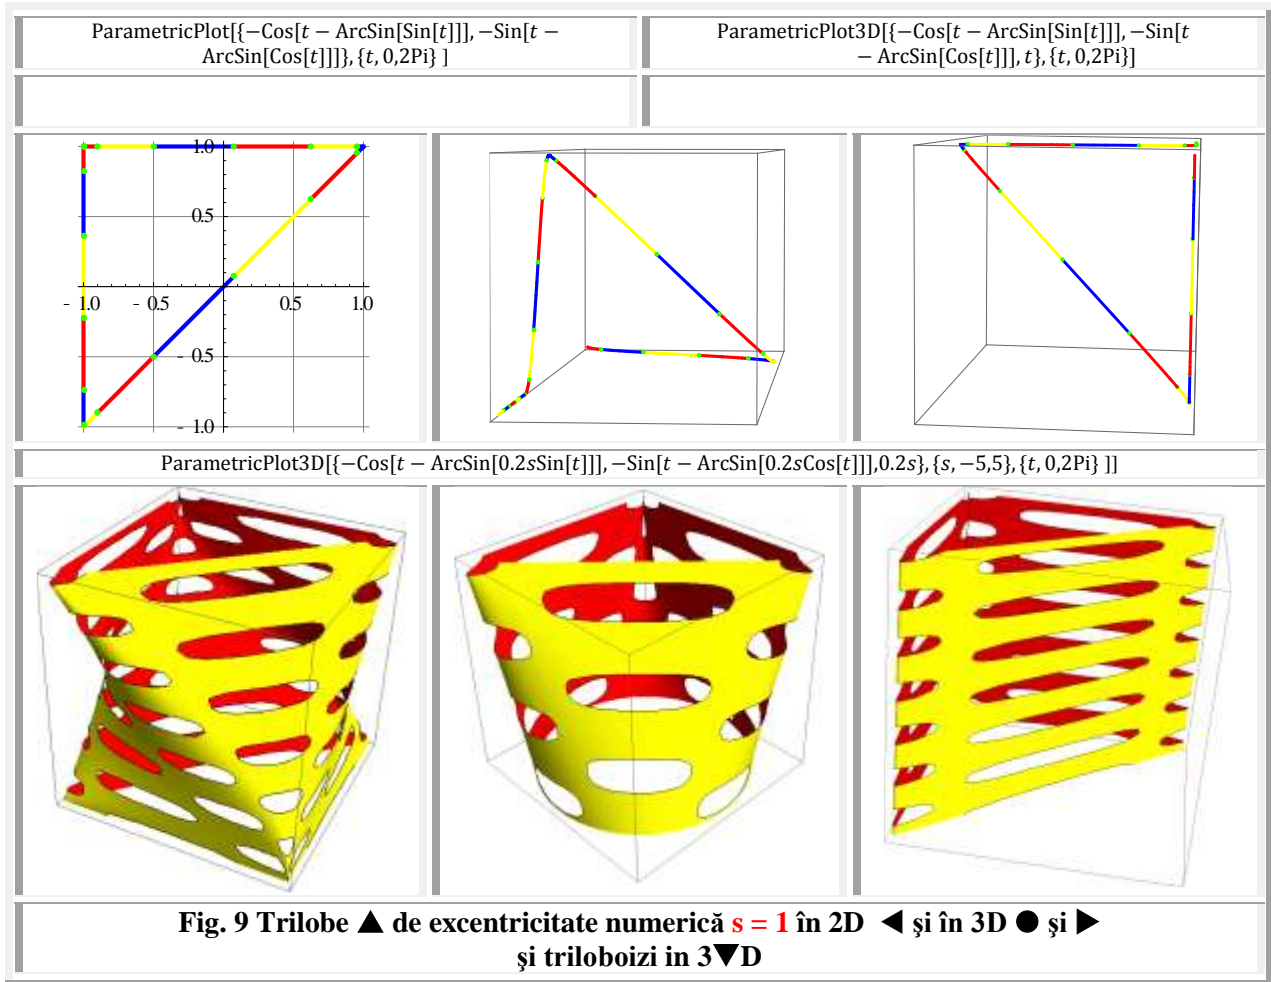 ParametricPlot[{−Cos[t − ArcSin[Sin[t]]], −Sin[t −
ArcSin[Cos[t]]]}, {t, 0,2Pi} ]
ParametricPlot3D[{−Cos[t − ArcSin[Sin[t]]], −Sin[t
− ArcSin[Cos[t]]], t}, {t, 0,2Pi}]
1.0
0.5
- 1.0
- 0.5
0.5
1.0
- 0.5
- 1.0
ParametricPlot3D[{−Cos[t − ArcSin[0.2sSin[t]]], −Sin[t − ArcSin[0.2sCos[t]]],0.2s}, {s, −5,5}, {t, 0,2Pi} ]]
Fig. 9 Trilobe ▲ de excentricitate numerică s = 1 în 2D ◄ şi în 3D ● şi ►
şi triloboizi in 3▼D